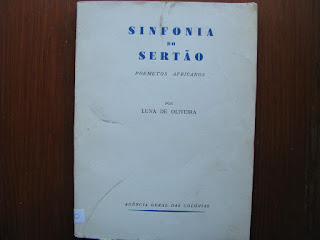 SINFONIA
DO
SERTÃO
POEMETOS AFRICANOS
POR
LUNA DE OLIVEIRA
AGÊNCIA GERAL DAS COLÓNIAS